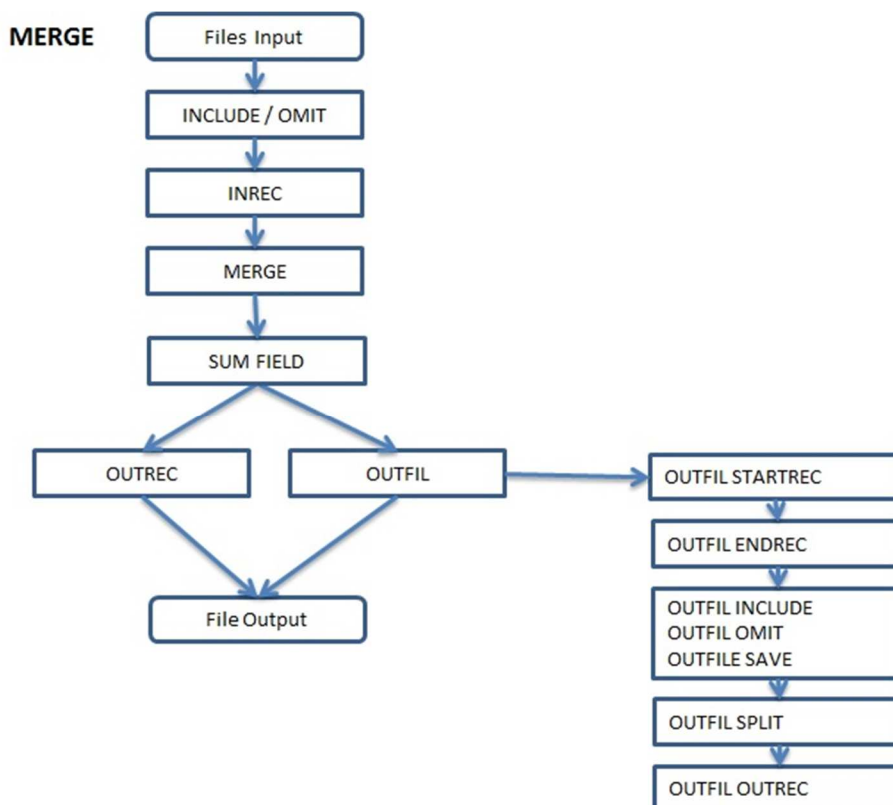 MERGE
Files Input
INCLUDE / OMIT
INREC
MERGE
SUM FIELD
OUTREC
OUTFIL
File Output
OUTFIL STARTREC
OUTFIL ENDREC
OUTFIL INCLUDE
OUTFIL OMIT
OUTFILE SAVE
OUTFIL SPLIT
OUTFIL OUTREC